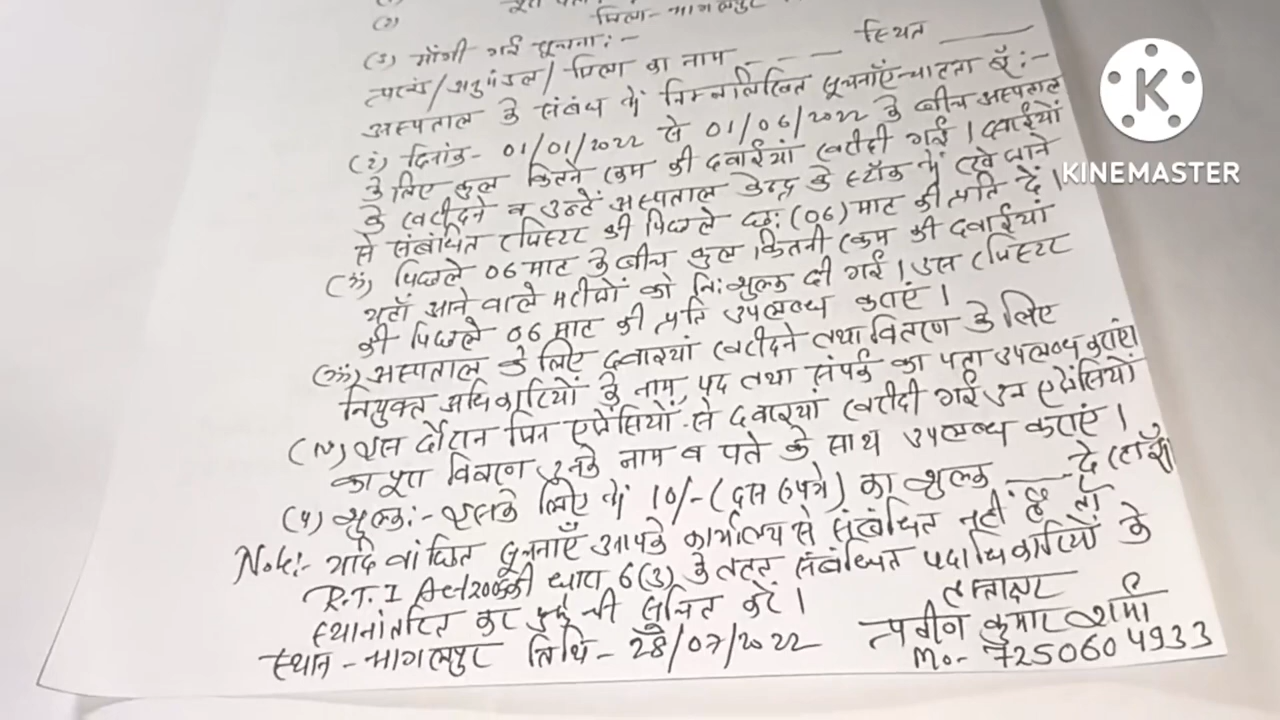 (2)
जिला- भागलपुर
(3) माँगी गई सूचना:-
प्रखण्ड/अनुमंडल/जिला का नाम - - - स्थित
अस्पताल के संबंध में निम्नलिखित सूचनाएँ चाहता हूँ:-
(i) दिनांक- 01/01/2022 से 01/06/2022 के बीच अस्पताल
के लिए कुल कितने रकम की दवाईयां खरीदी गई। दवाईयों
के खरीदने व उन्हें अस्पताल केन्द्र के स्टॉक में रखे जाने
से संबंधित रजिस्टर की पिछले छः (06) माह की प्रति दें।
(ii) पिछले 06 माह के बीच कुल कितनी रकम की दवाईयां
यहाँ आने वाले मरीजों को निःशुल्क दी गई। उस रजिस्टर
की पिछले 06 माह की प्रति उपलब्ध कराएं।
(iii) अस्पताल के लिए दवाइयां खरीदने तथा वितरण के लिए
नियुक्त अधिकारियों के नाम, पद तथा संपर्क का पता उपलब्ध कराएं।
(iv) इस दौरान जिन एजेंसियों से दवाइयां खरीदी गई उन एजेंसियों
का पूरा विवरण उनके नाम व पते के साथ उपलब्ध कराएं।
(4) शुल्क:- इसके लिए में 10/- (दस रुपये) का शुल्क ___ दे रहा हूँ।
Note:- यदि वांछित सूचनाएँ आपके कार्यालय से संबंधित नहीं है तो
R.T.I Act 2005 की धारा 6(3) के तहत संबंधित पदाधिकारियों के
स्थानांतरित कर मुझे भी सूचित करें।
हस्ताक्षर
स्थान - भागलपुर तिथि - 28/07/2022 प्रवीण कुमार शर्मा
Mo- 7250604933
K
KINEMASTER